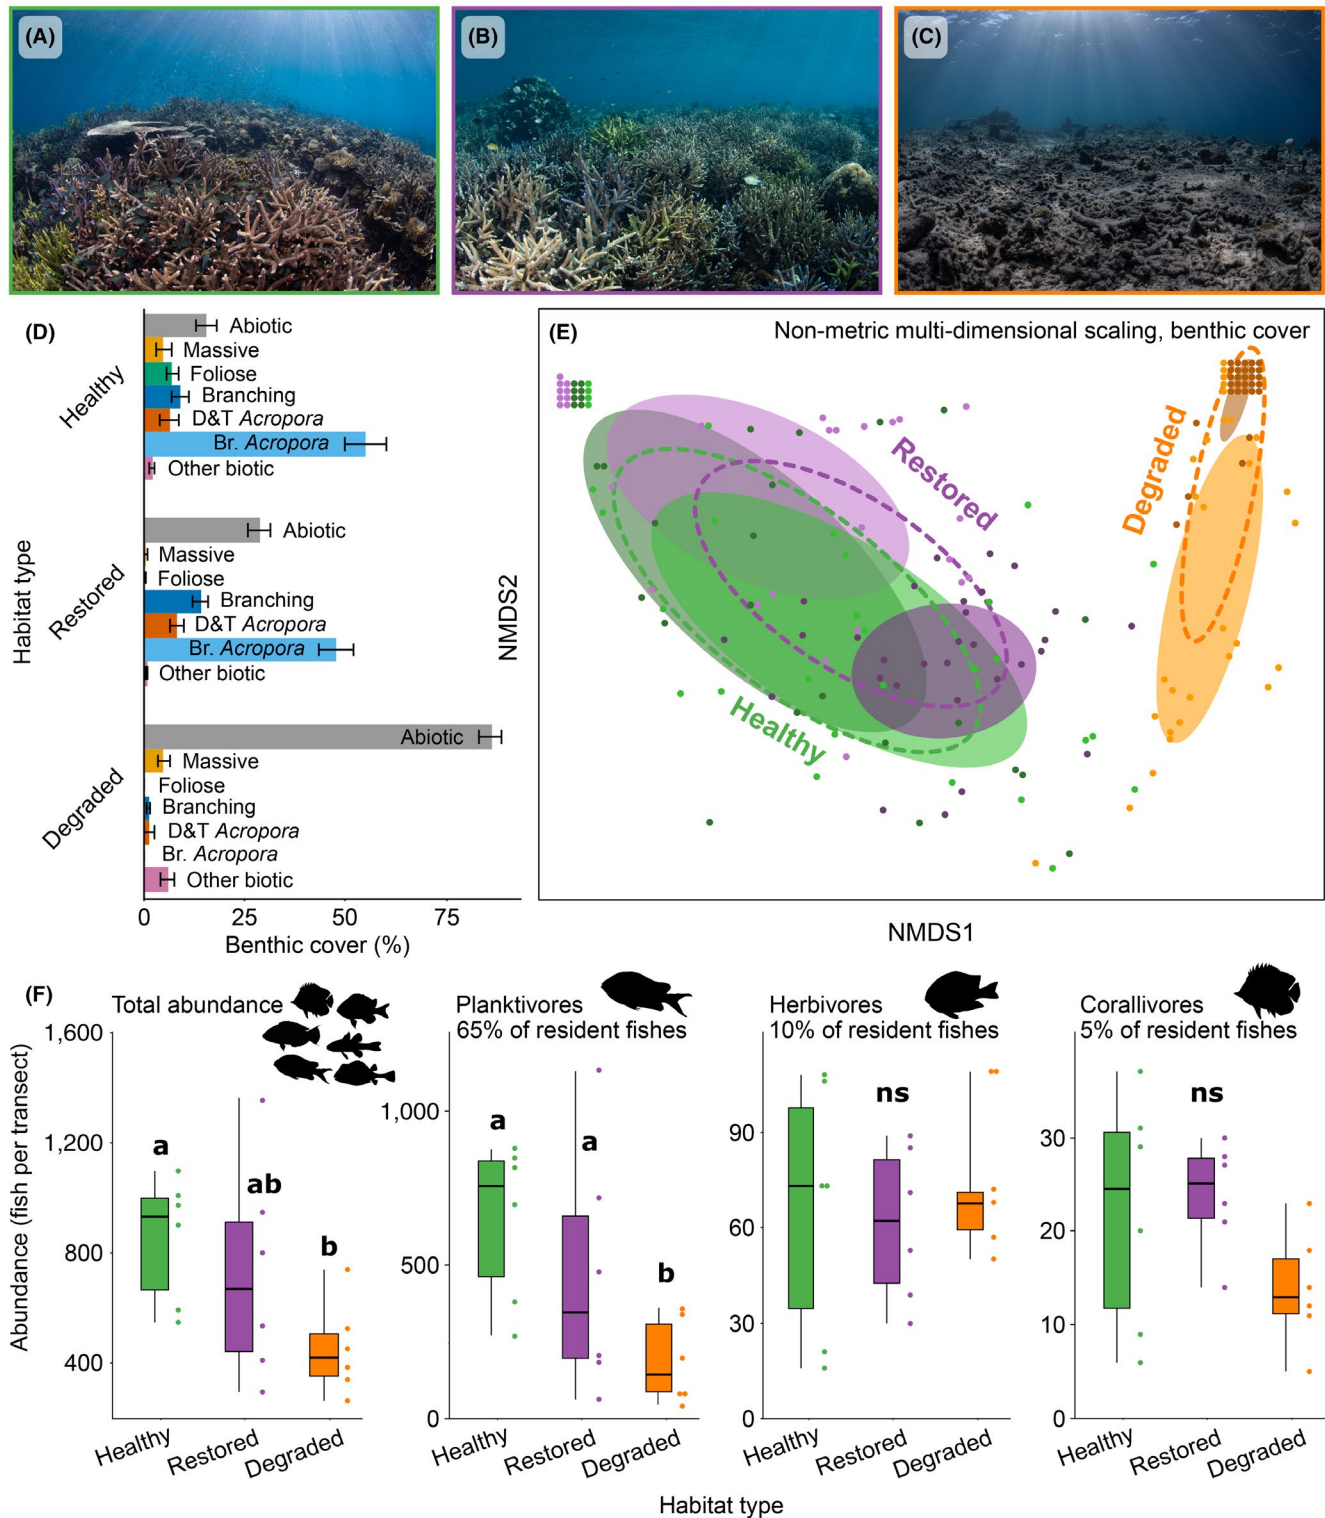 (A)
(B)
(C)
(D)
Habitat type
Healthy
Abiotic
Massive
Foliose
Branching
D&T Acropora
Br. Acropora
Other biotic
Restored
Abiotic
Massive
Foliose
Branching
D&T Acropora
Br. Acropora
Other biotic
Degraded
Abiotic
Massive
Foliose
Branching
D&T Acropora
Br. Acropora
Other biotic
0 25 50 75
Benthic cover (%)
(E)
Non-metric multi-dimensional scaling, benthic cover
NMDS2
Restored
Degraded
Healthy
NMDS1
(F)
Abundance (fish per transect)
Total abundance
1,600
1,200
800
400
a
ab
b
Healthy Restored Degraded
Planktivores
65% of resident fishes
1,000
500
0
a
a
b
Healthy Restored Degraded
Herbivores
10% of resident fishes
90
60
30
0
ns
Healthy Restored Degraded
Corallivores
5% of resident fishes
30
20
10
0
ns
Healthy Restored Degraded
Habitat type